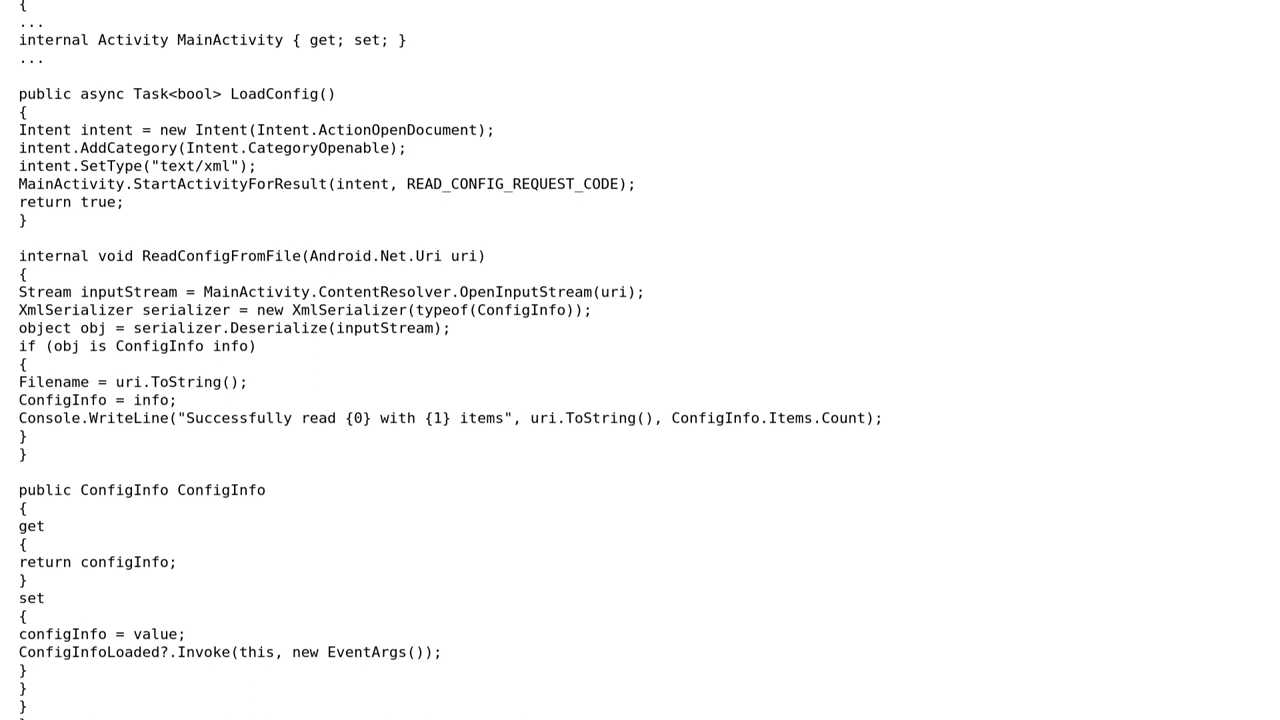 {
...
internal Activity MainActivity { get; set; }
...
public async Task<bool> LoadConfig()
{
Intent intent = new Intent(Intent.ActionOpenDocument);
intent.AddCategory(Intent.CategoryOpenable);
intent.SetType("text/xml");
MainActivity.StartActivityForResult(intent, READ_CONFIG_REQUEST_CODE);
return true;
}
internal void ReadConfigFromFile(Android.Net.Uri uri)
{
Stream inputStream = MainActivity.ContentResolver.OpenInputStream(uri);
XmlSerializer serializer = new XmlSerializer(typeof(ConfigInfo));
object obj = serializer.Deserialize(inputStream);
if (obj is ConfigInfo info)
{
Filename = uri.ToString();
ConfigInfo = info;
Console.WriteLine("Successfully read {0} with {1} items", uri.ToString(), ConfigInfo.Items.Count);
}
}
public ConfigInfo ConfigInfo
{
get
{
return configInfo;
}
set
{
configInfo = value;
ConfigInfoLoaded?.Invoke(this, new EventArgs());
}
}
}